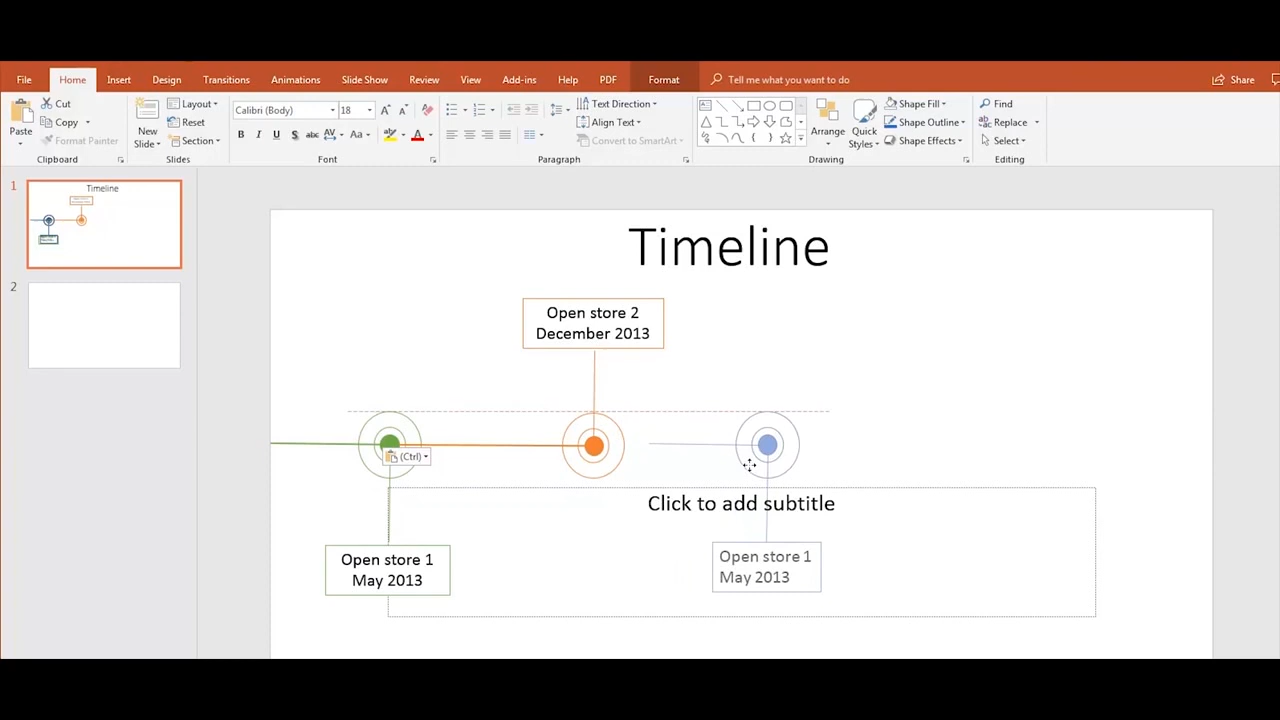 File Home Insert Design Transitions Animations Slide Show Review View Add-ins Help PDF Format Tell me what you want to do Share
Paste
Cut
Copy
Format Painter
Clipboard
New
Slide
Layout
Reset
Section
Slides
Calibri (Body) 18
B I U S abc AV Aa A
Font
Text Direction
Align Text
Convert to SmartArt
Paragraph
Arrange
Quick
Styles
Shape Fill
Shape Outline
Shape Effects
Drawing
Find
Replace
Select
Editing
1
Timeline
2
Timeline
Open store 2
December 2013
(Ctrl)
Click to add subtitle
Open store 1
May 2013
Open store 1
May 2013